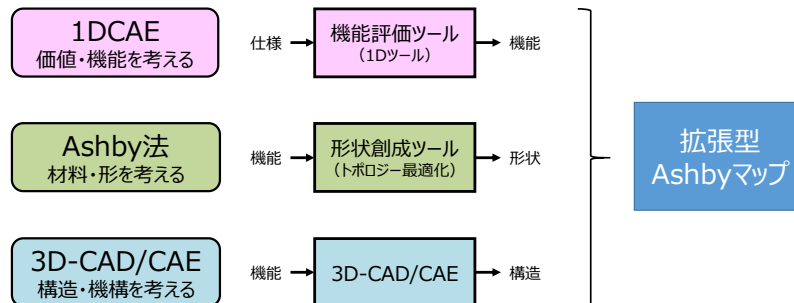 1DCAE
価値・機能を考える
仕様
機能評価ツール
（1Dツール）
機能
Ashby法
材料・形を考える
機能
形状創成ツール
（トポロジー最適化）
形状
拡張型
Ashbyマップ
3D-CAD/CAE
構造・機構を考える
機能
3D-CAD/CAE
構造